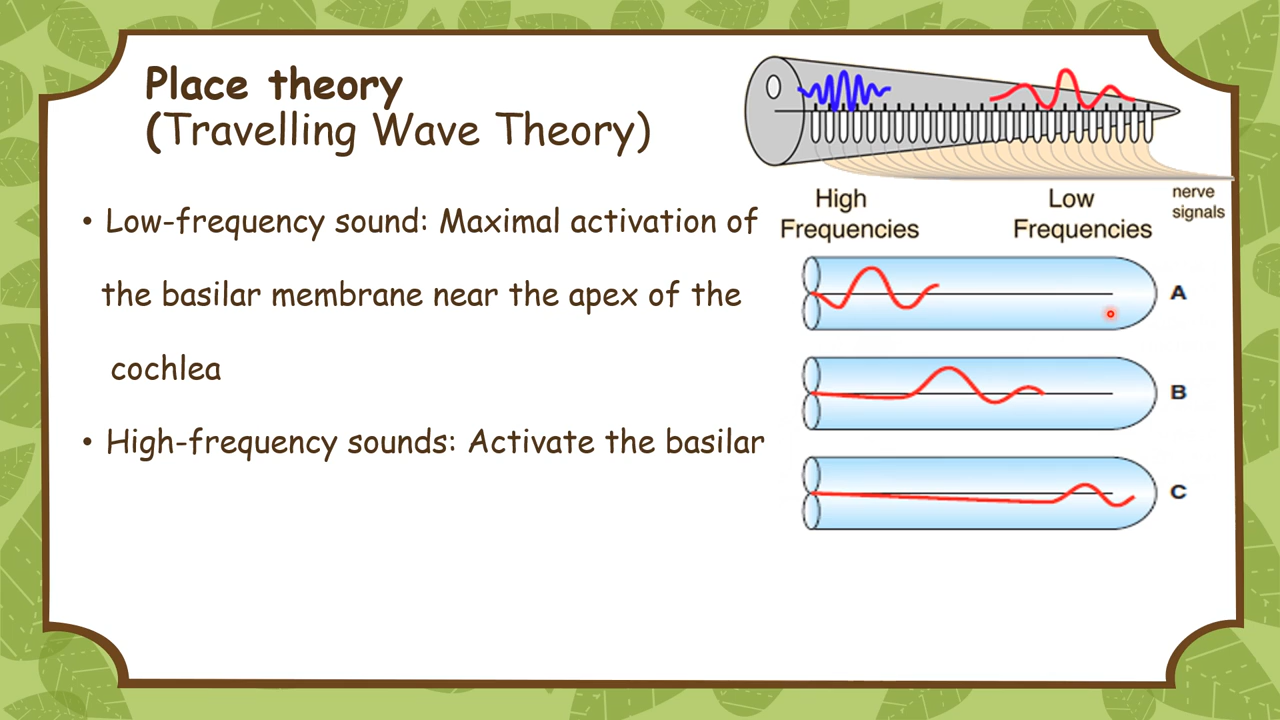 Place theory
(Travelling Wave Theory)
• Low-frequency sound: Maximal activation of
the basilar membrane near the apex of the
cochlea
• High-frequency sounds: Activate the basilar
High
Frequencies
Low
Frequencies
nerve
signals
A
B
C